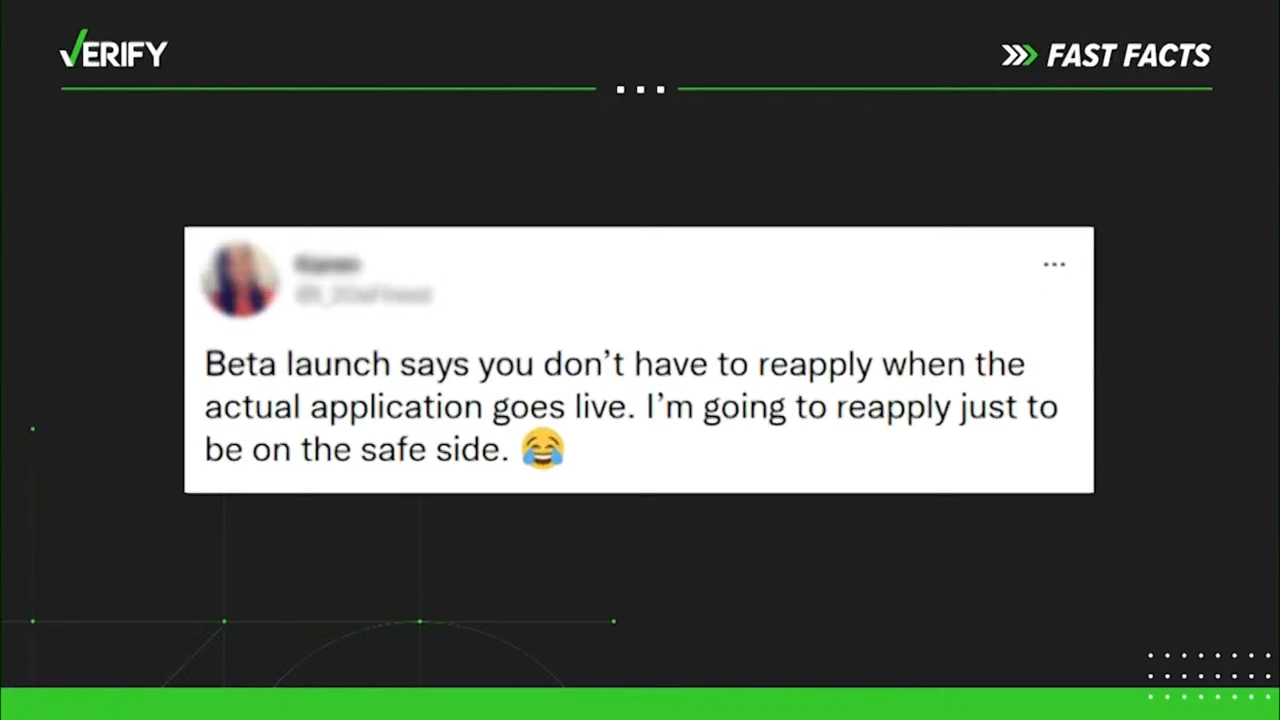 VERIFY
FAST FACTS
Beta launch says you don’t have to reapply when the
actual application goes live. I’m going to reapply just to
be on the safe side. 😂